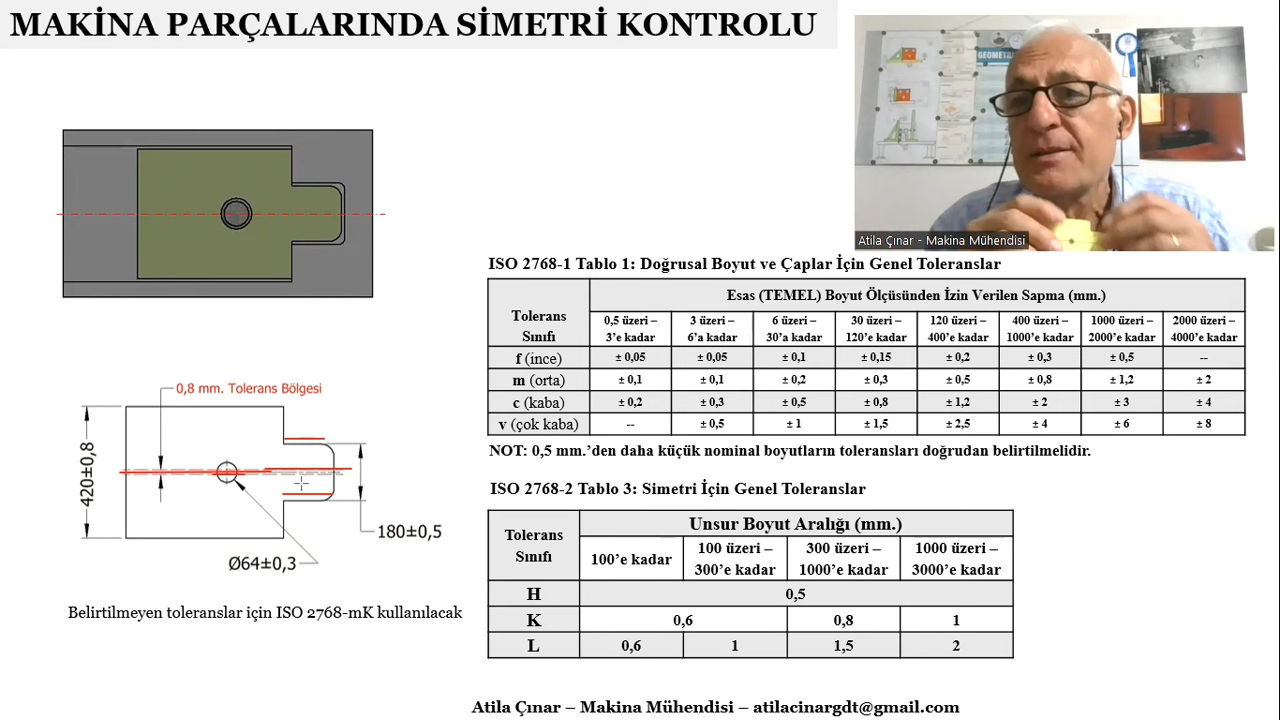 MAKİNA PARÇALARINDA SİMETRİ KONTROLU
Atila Çınar - Makina Mühendisi
0,8 mm. Tolerans Bölgesi
420±0,8
180±0,5
Ø64±0,3
Belirtilmeyen toleranslar için ISO 2768-mK kullanılacak
ISO 2768-1 Tablo 1: Doğrusal Boyut ve Çaplar İçin Genel Toleranslar
Tolerans Sınıfı
Esas (TEMEL) Boyut Ölçüsünden İzin Verilen Sapma (mm.)
0,5 üzeri – 3’e kadar
3 üzeri – 6’a kadar
6 üzeri – 30’a kadar
30 üzeri – 120’e kadar
120 üzeri – 400’e kadar
400 üzeri – 1000’e kadar
1000 üzeri – 2000’e kadar
2000 üzeri – 4000’e kadar
f (ince) ± 0,05 ± 0,05 ± 0,1 ± 0,15 ± 0,2 ± 0,3 ± 0,5 --
m (orta) ± 0,1 ± 0,1 ± 0,2 ± 0,3 ± 0,5 ± 0,8 ± 1,2 ± 2
c (kaba) ± 0,2 ± 0,3 ± 0,5 ± 0,8 ± 1,2 ± 2 ± 3 ± 4
v (çok kaba) -- ± 0,5 ± 1 ± 1,5 ± 2,5 ± 4 ± 6 ± 8
NOT: 0,5 mm.’den daha küçük nominal boyutların toleransları doğrudan belirtilmelidir.
ISO 2768-2 Tablo 3: Simetri İçin Genel Toleranslar
Tolerans Sınıfı
Unsur Boyut Aralığı (mm.)
100’e kadar
100 üzeri – 300’e kadar
300 üzeri – 1000’e kadar
1000 üzeri – 3000’e kadar
H 0,5
K 0,6 0,8 1
L 0,6 1 1,5 2
Atila Çınar – Makina Mühendisi – atilacinargdt@gmail.com